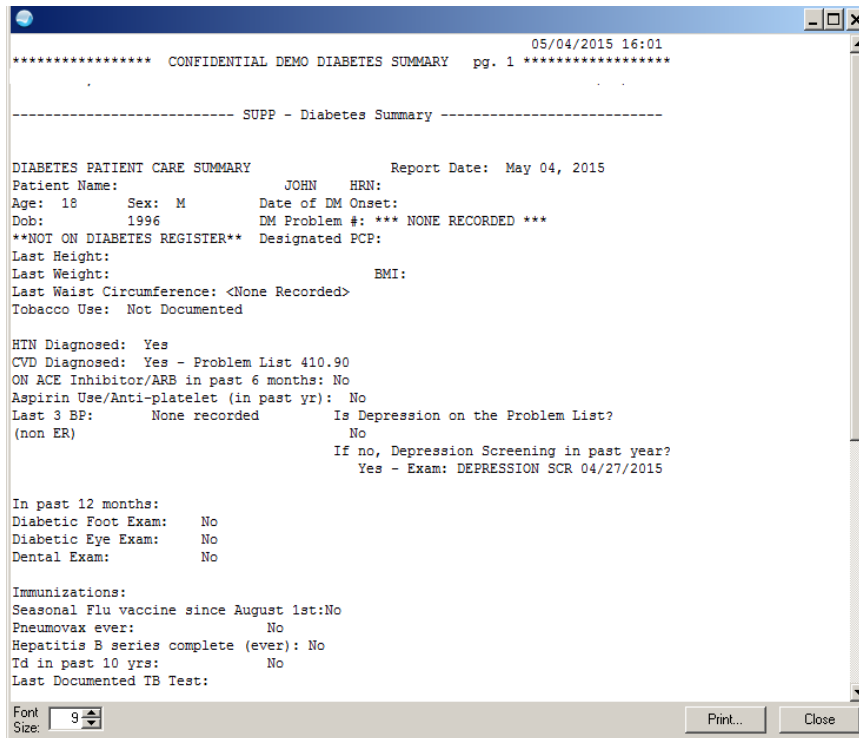 05/04/2015 16:01
***************** CONFIDENTIAL DEMO DIABETES SUMMARY pg. 1 ******************
--------------------------- SUPP - Diabetes Summary ---------------------------
DIABETES PATIENT CARE SUMMARY Report Date: May 04, 2015
Patient Name: JOHN HRN:
Age: 18 Sex: M Date of DM Onset:
Dob: 1996 DM Problem #: *** NONE RECORDED ***
**NOT ON DIABETES REGISTER** Designated PCP:
Last Height:
Last Weight: BMI:
Last Waist Circumference: <None Recorded>
Tobacco Use: Not Documented
HTN Diagnosed: Yes
CVD Diagnosed: Yes - Problem List 410.90
ON ACE Inhibitor/ARB in past 6 months: No
Aspirin Use/Anti-platelet (in past yr): No
Last 3 BP: None recorded Is Depression on the Problem List?
(non ER) No
If no, Depression Screening in past year?
Yes - Exam: DEPRESSION SCR 04/27/2015
In past 12 months:
Diabetic Foot Exam: No
Diabetic Eye Exam: No
Dental Exam: No
Immunizations:
Seasonal Flu vaccine since August 1st:No
Pneumovax ever: No
Hepatitis B series complete (ever): No
Td in past 10 yrs: No
Last Documented TB Test:
Font Size: 9 Print... Close